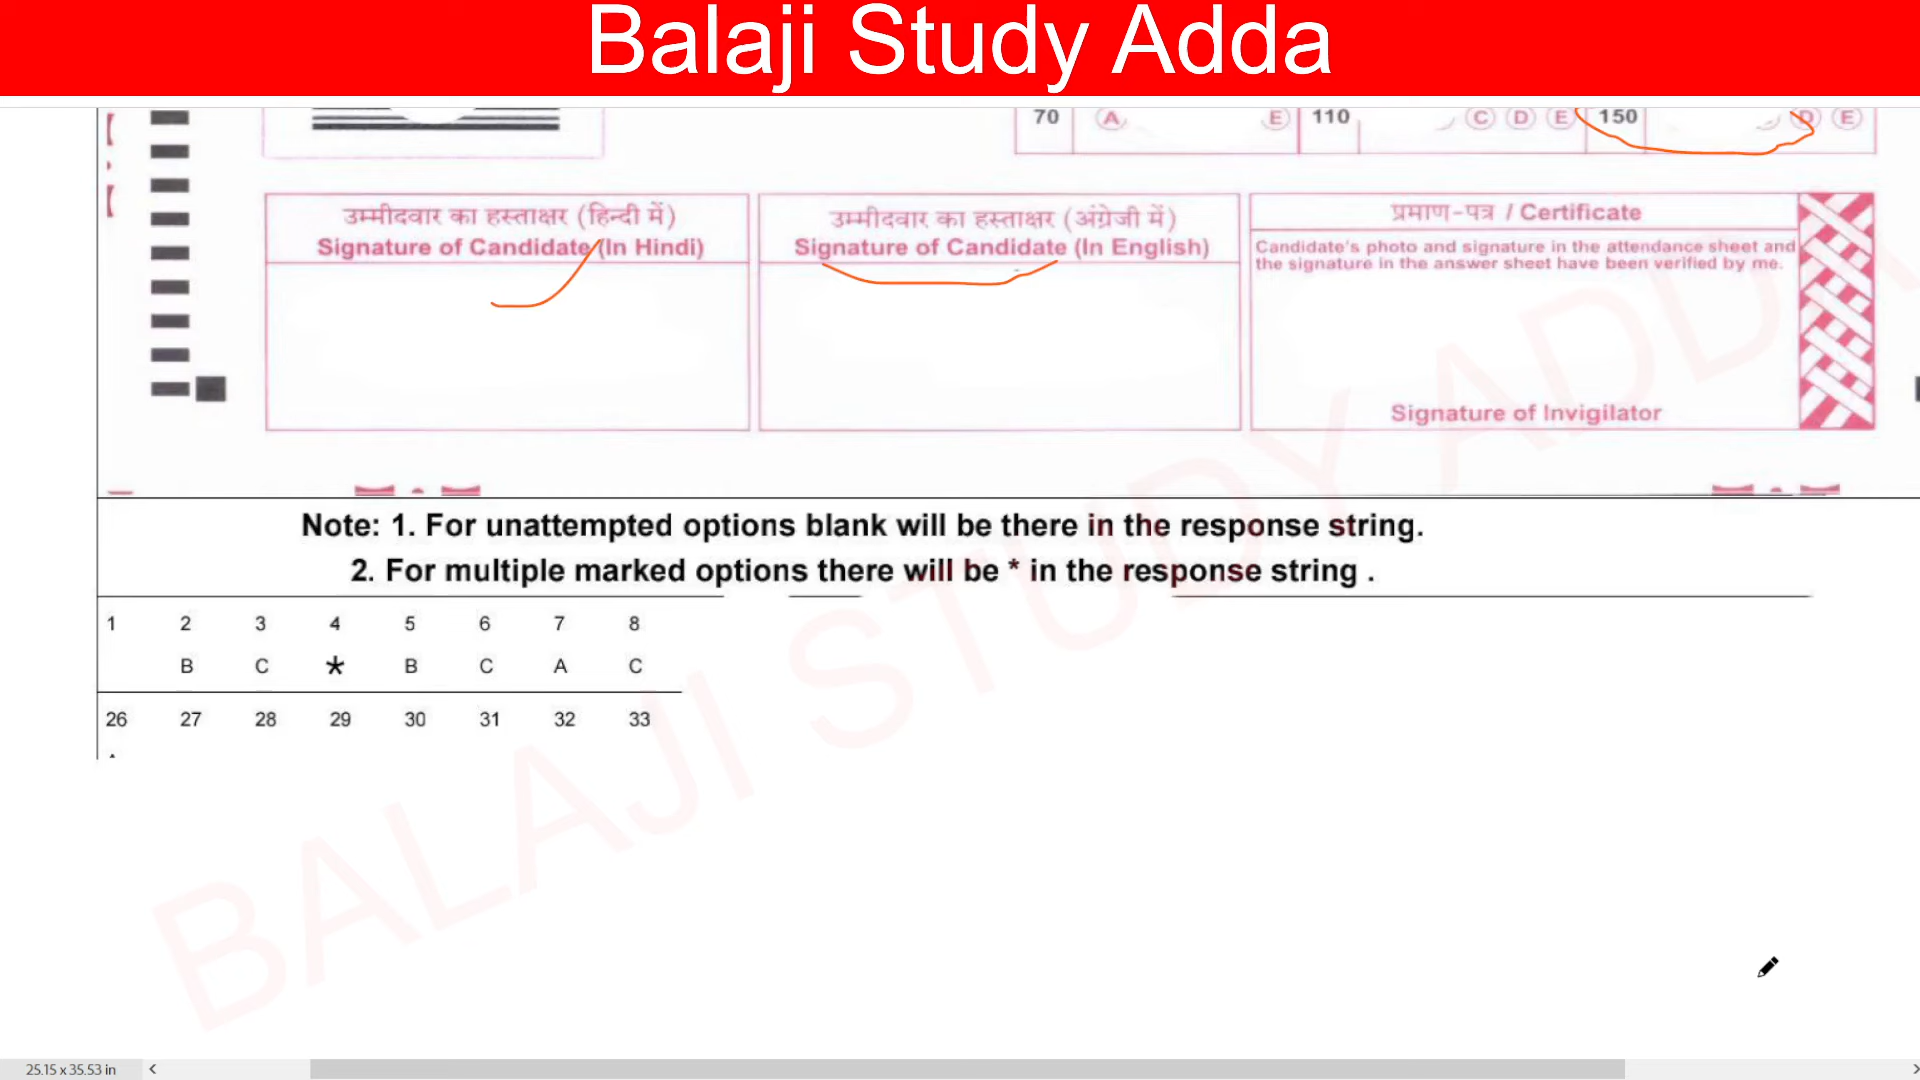 Balaji Study Adda
70 A E 110 C D E 150 D E
उम्मीदवार का हस्ताक्षर (हिन्दी में)
Signature of Candidate (In Hindi)
उम्मीदवार का हस्ताक्षर (अंग्रेजी में)
Signature of Candidate (In English)
प्रमाण-पत्र / Certificate
Candidate's photo and signature in the attendance sheet and
the signature in the answer sheet have been verified by me.
Signature of Invigilator
Note: 1. For unattempted options blank will be there in the response string.
2. For multiple marked options there will be * in the response string .
1 2 3 4 5 6 7 8
B C * B C A C
26 27 28 29 30 31 32 33
BALAJI STUDY ADDA
25.15 x 35.53 in